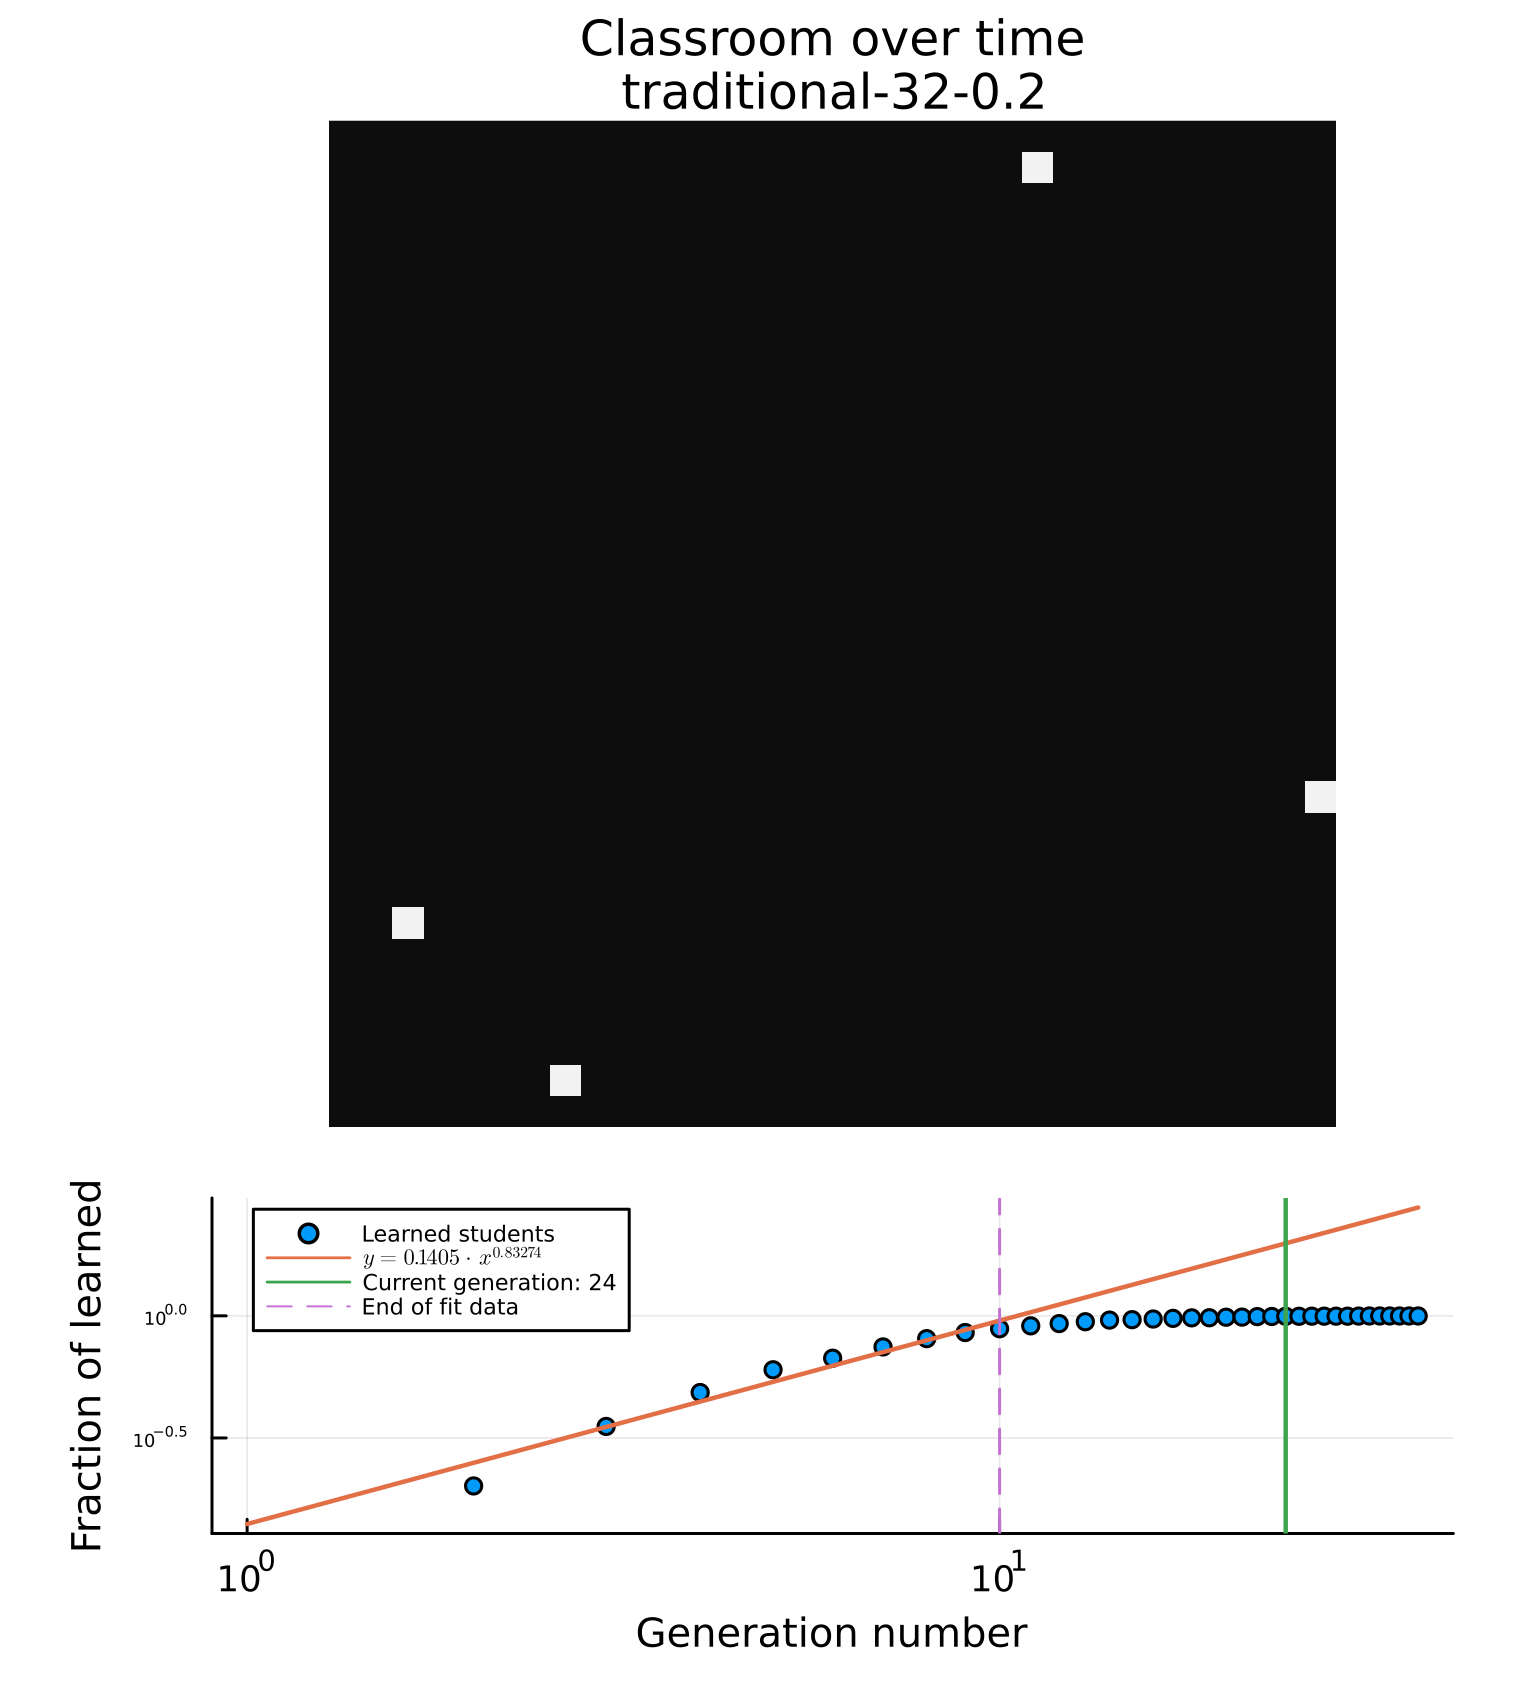 Classroom over time
traditional-32-0.2
Fraction of learned
Learned students
y = 0.1405 · x^0.83274
Current generation: 24
End of fit data
10^0.0
10^−0.5
10^0
10^1
Generation number